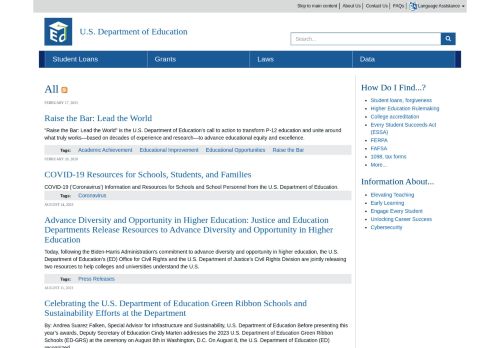 Skip to main content | About Us | Contact Us | FAQs | Language Assistance
U.S. Department of Education
Search...
Student Loans Grants Laws Data
All
FEBRUARY 17, 2023
Raise the Bar: Lead the World
"Raise the Bar: Lead the World" is the U.S. Department of Education's call to action to transform P-12 education and unite around
what truly works—based on decades of experience and research—to advance educational equity and excellence.
Tags: Academic Achievement Educational Improvement Educational Opportunities Raise the Bar
FEBRUARY 28, 2020
COVID-19 Resources for Schools, Students, and Families
COVID-19 ('Coronavirus') Information and Resources for Schools and School Personnel from the U.S. Department of Education.
Tags: Coronavirus
AUGUST 14, 2023
Advance Diversity and Opportunity in Higher Education: Justice and Education
Departments Release Resources to Advance Diversity and Opportunity in Higher
Education
Today, following the Biden-Harris Administration's commitment to advance diversity and opportunity in higher education, the U.S.
Department of Education's (ED) Office for Civil Rights and the U.S. Department of Justice's Civil Rights Division are jointly releasing
two resources to help colleges and universities understand the U.S.
Tags: Press Releases
AUGUST 11, 2023
Celebrating the U.S. Department of Education Green Ribbon Schools and
Sustainability Efforts at the Department
By: Andrea Suarez Falken, Special Advisor for Infrastructure and Sustainability, U.S. Department of Education Before presenting this
year's awards, Deputy Secretary of Education Cindy Marten addresses the 2023 U.S. Department of Education Green Ribbon
Schools (ED-GRS) at the ceremony on August 8th in Washington, D.C. On August 8, the U.S. Department of Education (ED)
recognized
How Do I Find...?
Student loans, forgiveness
Higher Education Rulemaking
College accreditation
Every Student Succeeds Act
(ESSA)
FERPA
FAFSA
1098, tax forms
More...
Information About...
Elevating Teaching
Early Learning
Engage Every Student
Unlocking Career Success
Cybersecurity